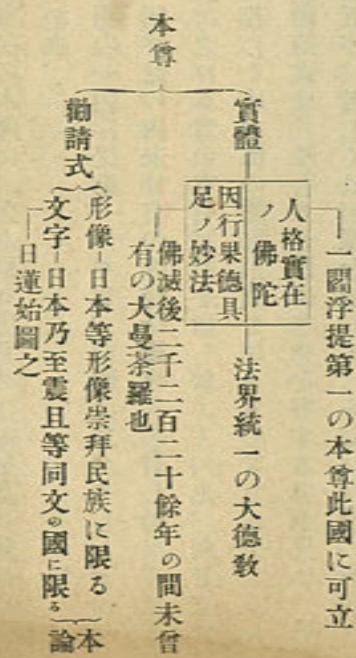 本尊
實體
一閻浮提第一の本尊此國に可立
人格實在
ノ佛陀
因行果德具
足ノ妙法
法界統一の大德敎
佛滅後二千二百二十餘年の間未曾
有の大曼荼羅也
勸請式
形像―日本等形像崇拜民族に限る
文字―日本乃至震旦等同文の國に限る
本
論
日蓮始圖之